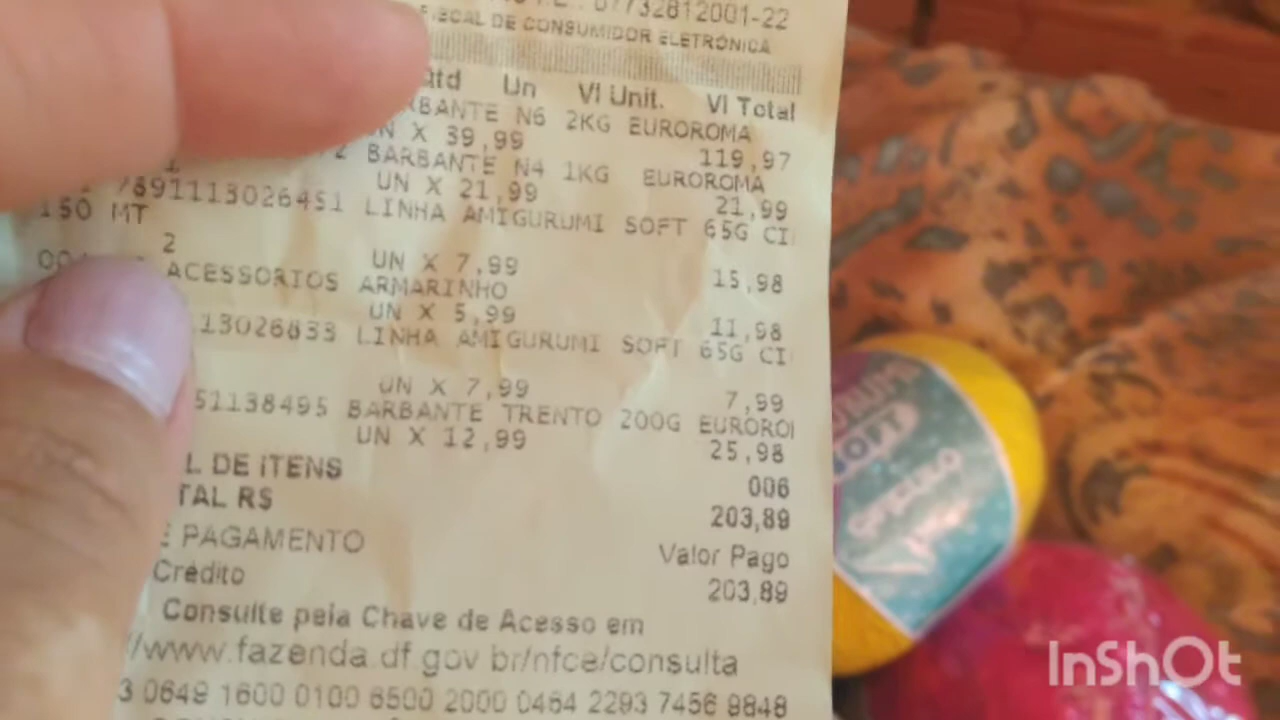 07732812001-22
FISCAL DE CONSUMIDOR ELETRÔNICA
Qtd Un Vl Unit. Vl Total
RBANTE N6 2KG EUROROMA
UN X 39,99 119,97
2 BARBANTE N4 1KG EUROROMA
1 UN X 21,99 21,99
7891113026451 LINHA AMIGURUMI SOFT 65G CI
150 MT
2 UN X 7,99 15,98
ACESSORIOS ARMARINHO
UN X 5,99 11,98
13026833 LINHA AMIGURUMI SOFT 65G CI
UN X 7,99 7,99
51138495 BARBANTE TRENTO 200G EUROROI
UN X 12,99 25,98
L DE ITENS 006
TAL R$ 203,89
E PAGAMENTO Valor Pago
Crédito 203,89
Consulte pela Chave de Acesso em
//www.fazenda.df.gov.br/nfce/consulta
3 0649 1600 0100 6500 2000 0464 2293 7456 9848
SOFT
CÍRCULO
InShOt